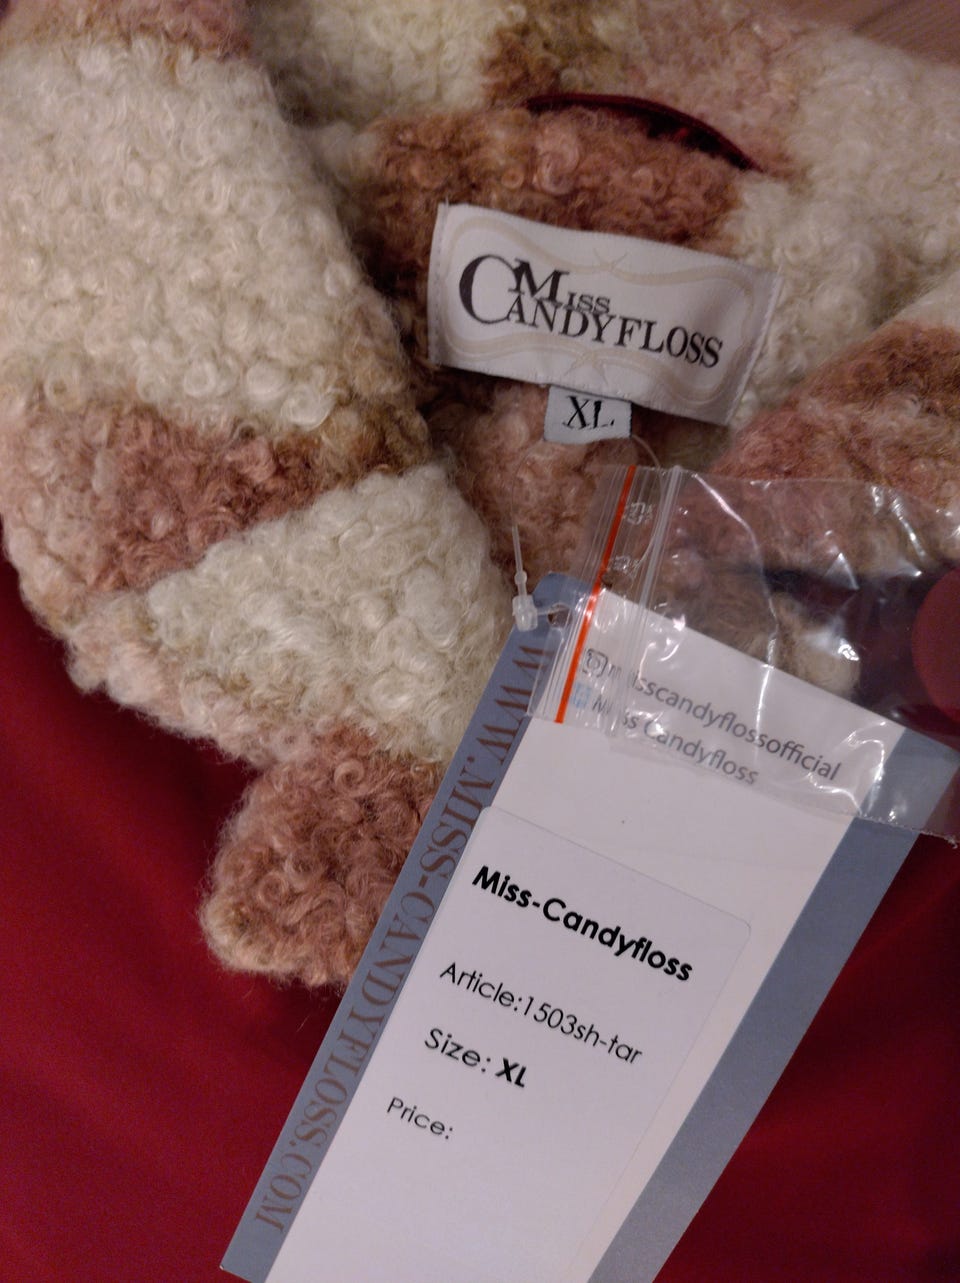 MISS
CANDYFLOSS
XL
misscandyflossofficial
Miss Candyfloss
WWW.MISS-CANDYFLOSS.COM
Miss-Candyfloss
Article:1503sh-tar
Size: XL
Price: